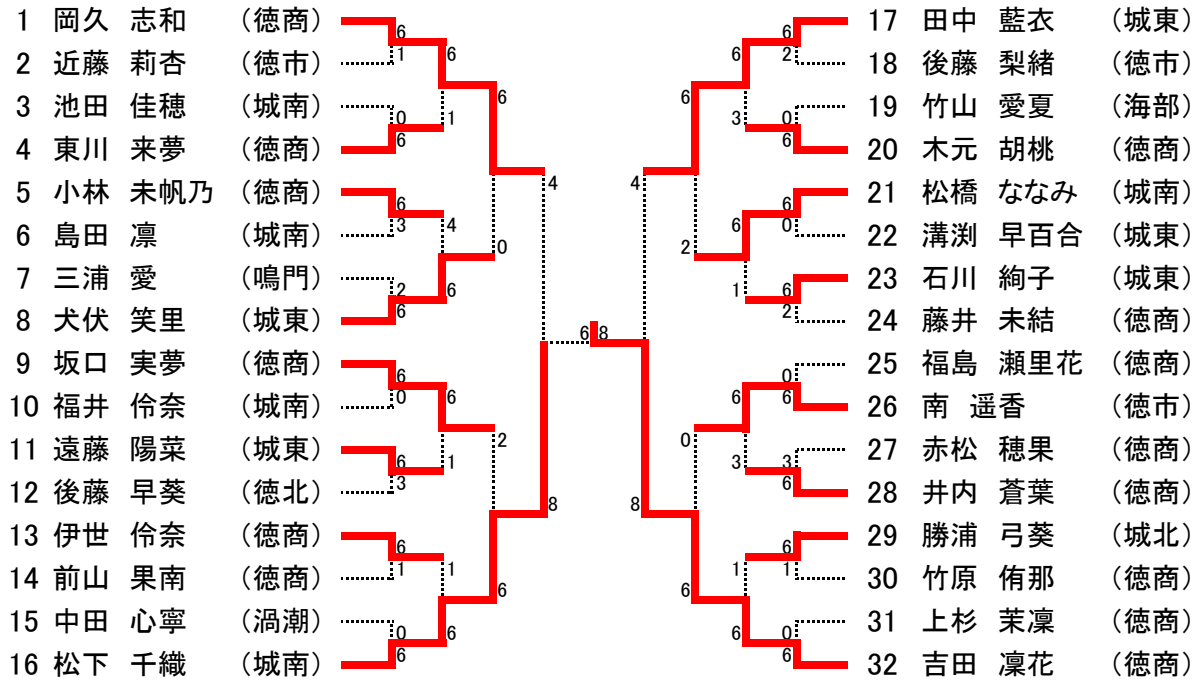 1 岡久 志和 (徳商)
2 近藤 莉杏 (徳市)
3 池田 佳穂 (城南)
4 東川 来夢 (徳商)
5 小林 未帆乃 (徳商)
6 島田 凛 (城南)
7 三浦 愛 (鳴門)
8 犬伏 笑里 (城東)
9 坂口 実夢 (徳商)
10 福井 伶奈 (城南)
11 遠藤 陽菜 (城東)
12 後藤 早葵 (徳北)
13 伊世 伶奈 (徳商)
14 前山 果南 (徳商)
15 中田 心寧 (渦潮)
16 松下 千織 (城南)
6
1
0
6
6
3
2
6
6
0
6
3
6
1
0
6
6
1
4
6
6
1
1
6
6
0
2
6
4
8
6 8
4
8
6
2
0
6
6
3
6
1
6
3
1
6
6
2
0
6
6
0
6
2
0
6
3
6
6
1
0
6
17 田中 藍衣 (城東)
18 後藤 梨緒 (徳市)
19 竹山 愛夏 (海部)
20 木元 胡桃 (徳商)
21 松橋 ななみ (城南)
22 溝渕 早百合 (城東)
23 石川 絢子 (城東)
24 藤井 未結 (徳商)
25 福島 瀬里花 (徳商)
26 南 遥香 (徳市)
27 赤松 穂果 (徳商)
28 井内 蒼葉 (徳商)
29 勝浦 弓葵 (城北)
30 竹原 侑那 (徳商)
31 上杉 茉凜 (徳商)
32 吉田 凜花 (徳商)